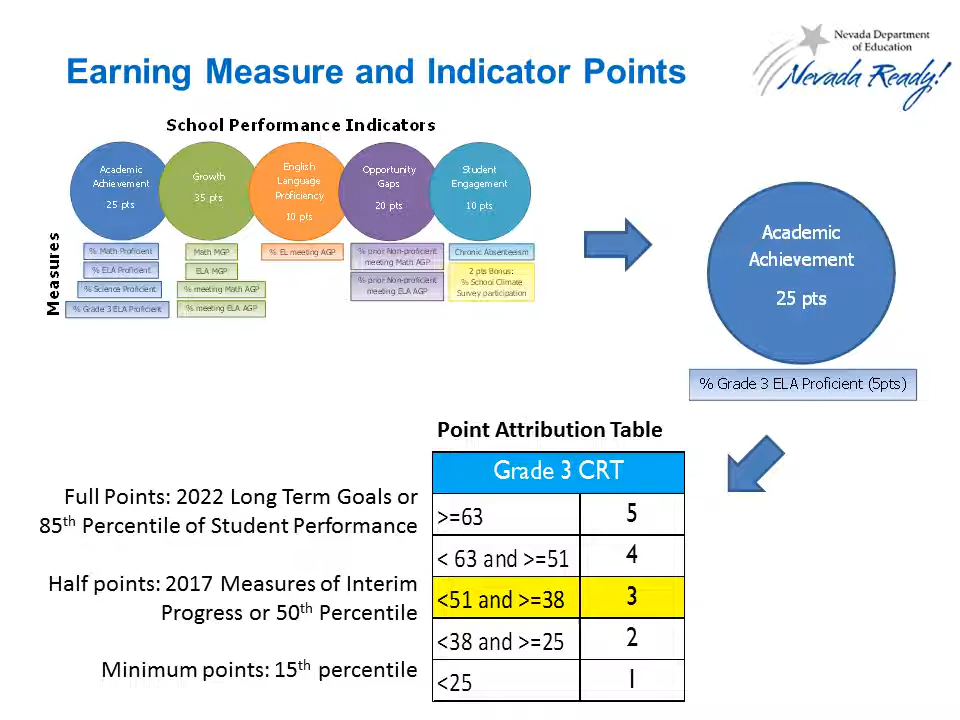 Nevada Department
of Education
Nevada Ready!
Earning Measure and Indicator Points
School Performance Indicators
Academic
Achievement
25 pts
Growth
35 pts
English
Language
Proficiency
10 pts
Opportunity
Gaps
20 pts
Student
Engagement
10 pts
Measures
% Math Proficient
% ELA Proficient
% Science Proficient
% Grade 3 ELA Proficient
Math MGP
ELA MGP
% meeting Math AGP
% meeting ELA AGP
% EL meeting AGP
% prior Non-proficient
meeting Math AGP
% prior Non-proficient
meeting ELA AGP
Chronic Absenteeism
2 pts Bonus:
% School Climate
Survey participation
Academic
Achievement
25 pts
% Grade 3 ELA Proficient (5pts)
Point Attribution Table
Grade 3 CRT
>=63 5
< 63 and >=51 4
<51 and >=38 3
<38 and >=25 2
<25 1
Full Points: 2022 Long Term Goals or
85th Percentile of Student Performance
Half points: 2017 Measures of Interim
Progress or 50th Percentile
Minimum points: 15th percentile